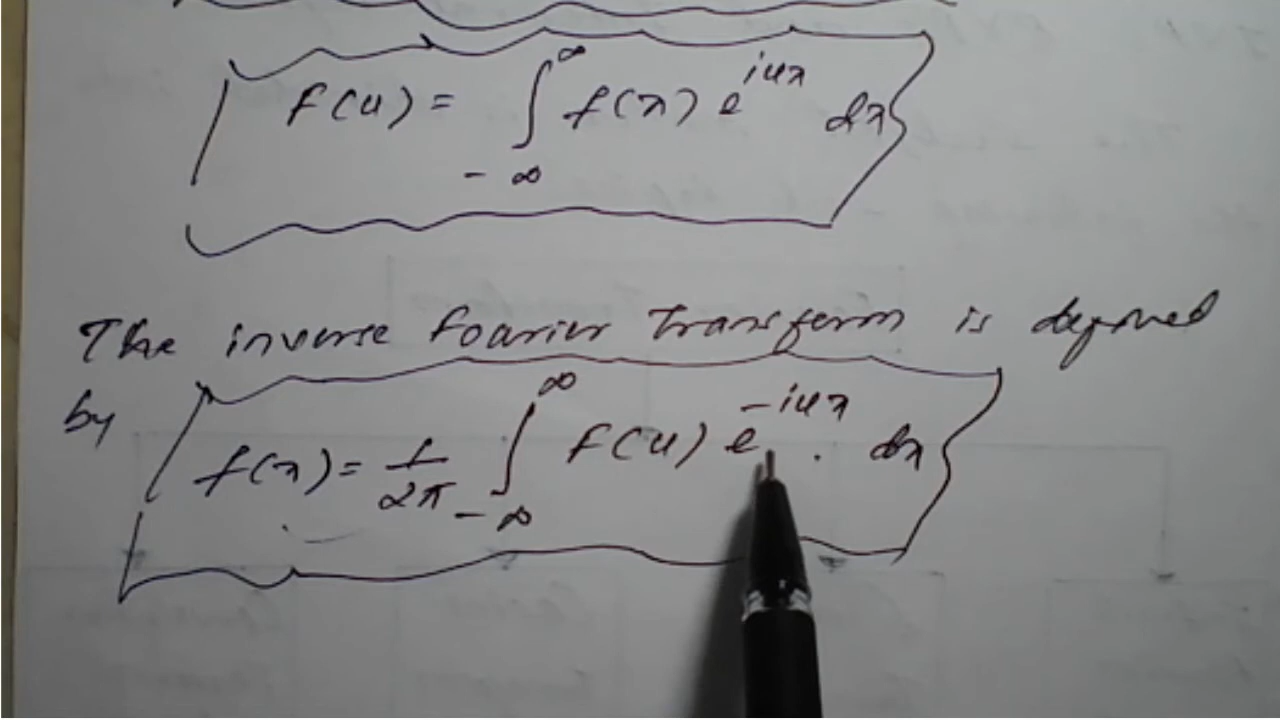 F(u) = ∫_{-∞}^{∞} f(x) e^{iux} dx
The inverse Fourier Transform is defined
by f(x) = 1/2π ∫_{-∞}^{∞} F(u) e^{-iux} . dx